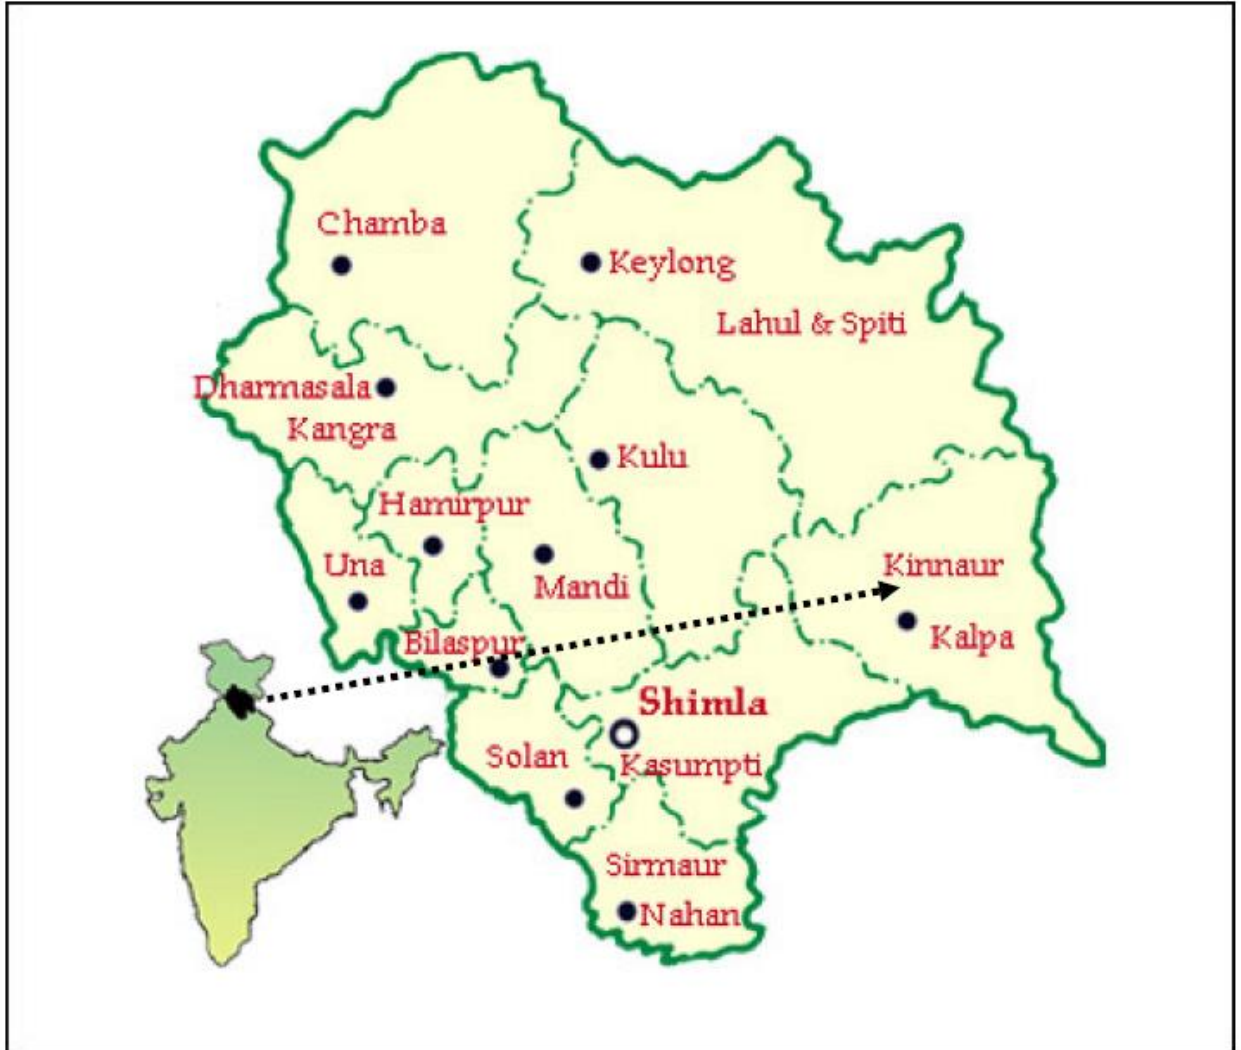 Chamba
Keylong
Lahul & Spiti
Dharmasala
Kangra
Kulu
Hamirpur
Una
Mandi
Kinnaur
Bilaspur
Kalpa
Shimla
Solan
Kasumpti
Sirmaur
Nahan